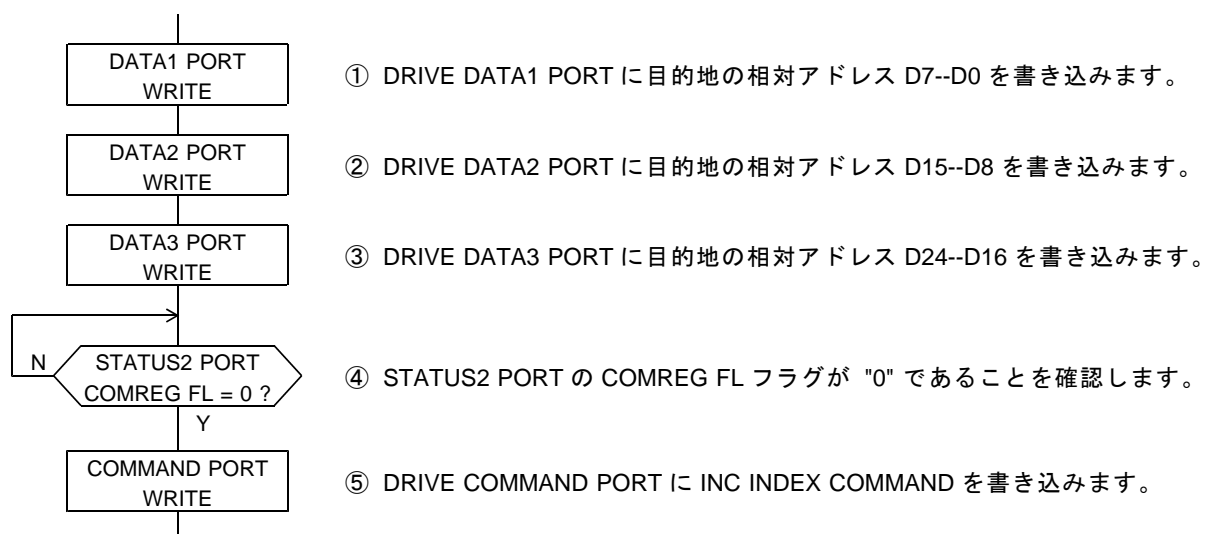 DATA1 PORT
WRITE
① DRIVE DATA1 PORT に目的地の相対アドレス D7--D0 を書き込みます。
DATA2 PORT
WRITE
② DRIVE DATA2 PORT に目的地の相対アドレス D15--D8 を書き込みます。
DATA3 PORT
WRITE
③ DRIVE DATA3 PORT に目的地の相対アドレス D24--D16 を書き込みます。
N
STATUS2 PORT
COMREG FL = 0 ?
④ STATUS2 PORT の COMREG FL フラグが "0" であることを確認します。
Y
COMMAND PORT
WRITE
⑤ DRIVE COMMAND PORT に INC INDEX COMMAND を書き込みます。